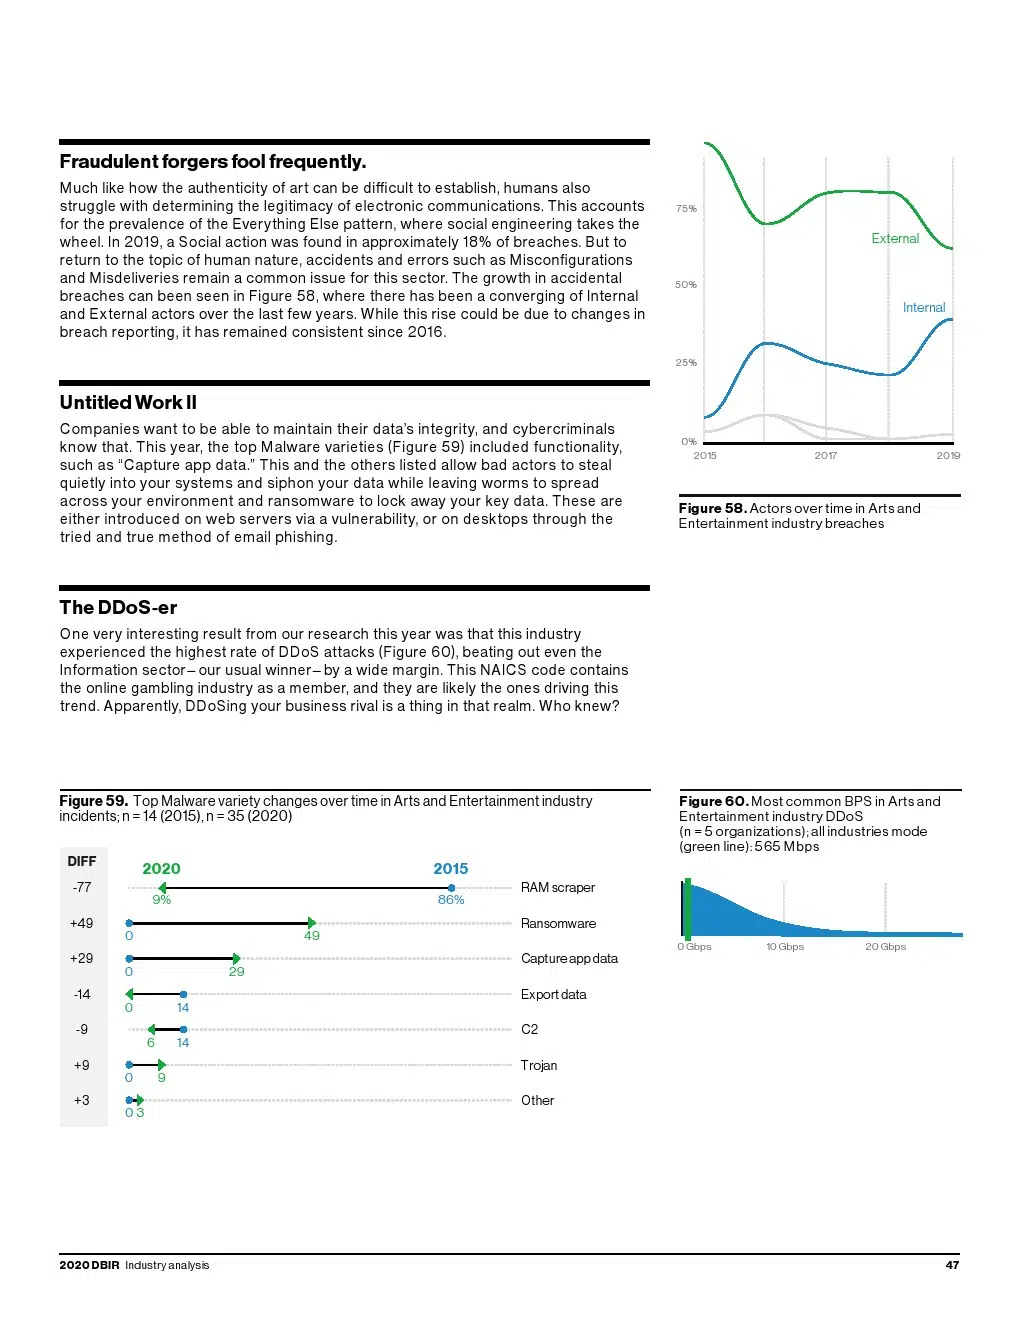 Fraudulent forgers fool frequently.
Much like how the authenticity of art can be difficult to establish, humans also
struggle with determining the legitimacy of electronic communications. This accounts
for the prevalence of the Everything Else pattern, where social engineering takes the
wheel. In 2019, a Social action was found in approximately 18% of breaches. But to
return to the topic of human nature, accidents and errors such as Misconfigurations
and Misdeliveries remain a common issue for this sector. The growth in accidental
breaches can been seen in Figure 58, where there has been a converging of Internal
and External actors over the last few years. While this rise could be due to changes in
breach reporting, it has remained consistent since 2016.
Untitled Work II
Companies want to be able to maintain their data's integrity, and cybercriminals
know that. This year, the top Malware varieties (Figure 59) included functionality,
such as “Capture app data.” This and the others listed allow bad actors to steal
quietly into your systems and siphon your data while leaving worms to spread
across your environment and ransomware to lock away your key data. These are
either introduced on web servers via a vulnerability, or on desktops through the
tried and true method of email phishing.
The DDoS-er
One very interesting result from our research this year was that this industry
experienced the highest rate of DDoS attacks (Figure 60), beating out even the
Information sector—our usual winner—by a wide margin. This NAICS code contains
the online gambling industry as a member, and they are likely the ones driving this
trend. Apparently, DDoSing your business rival is a thing in that realm. Who knew?
75%
External
50%
Internal
25%
0%
2015 2017 2019
Figure 58. Actors over time in Arts and
Entertainment industry breaches
Figure 59. Top Malware variety changes over time in Arts and Entertainment industry
incidents; n = 14 (2015), n = 35 (2020)
DIFF 2020 2015
-77 RAM scraper
9% 86%
+49 Ransomware
0 49
+29 Capture app data
0 29
-14 Export data
0 14
-9 C2
6 14
+9 Trojan
0 9
+3 Other
0 3
Figure 60. Most common BPS in Arts and
Entertainment industry DDoS
(n = 5 organizations); all industries mode
(green line): 565 Mbps
0 Gbps 10 Gbps 20 Gbps
2020 DBIR Industry analysis 47